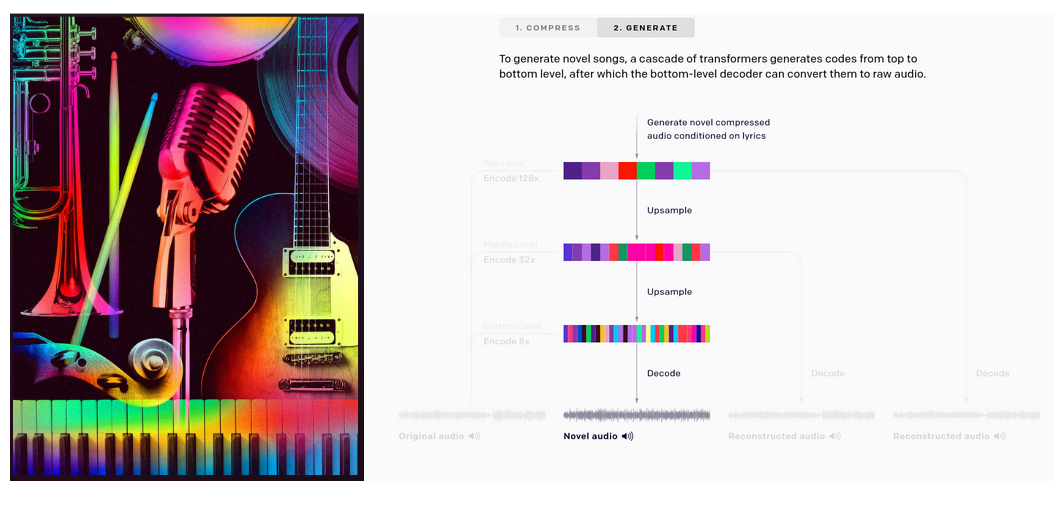 1. COMPRESS
2. GENERATE
To generate novel songs, a cascade of transformers generates codes from top to
bottom level, after which the bottom-level decoder can convert them to raw audio.
Generate novel compressed
audio conditioned on lyrics
Top Level
Encode 128x
Upsample
Middle Level
Encode 32x
Upsample
Bottom Level
Encode 8x
Decode
Decode
Decode
Original audio
Novel audio
Reconstructed audio
Reconstructed audio